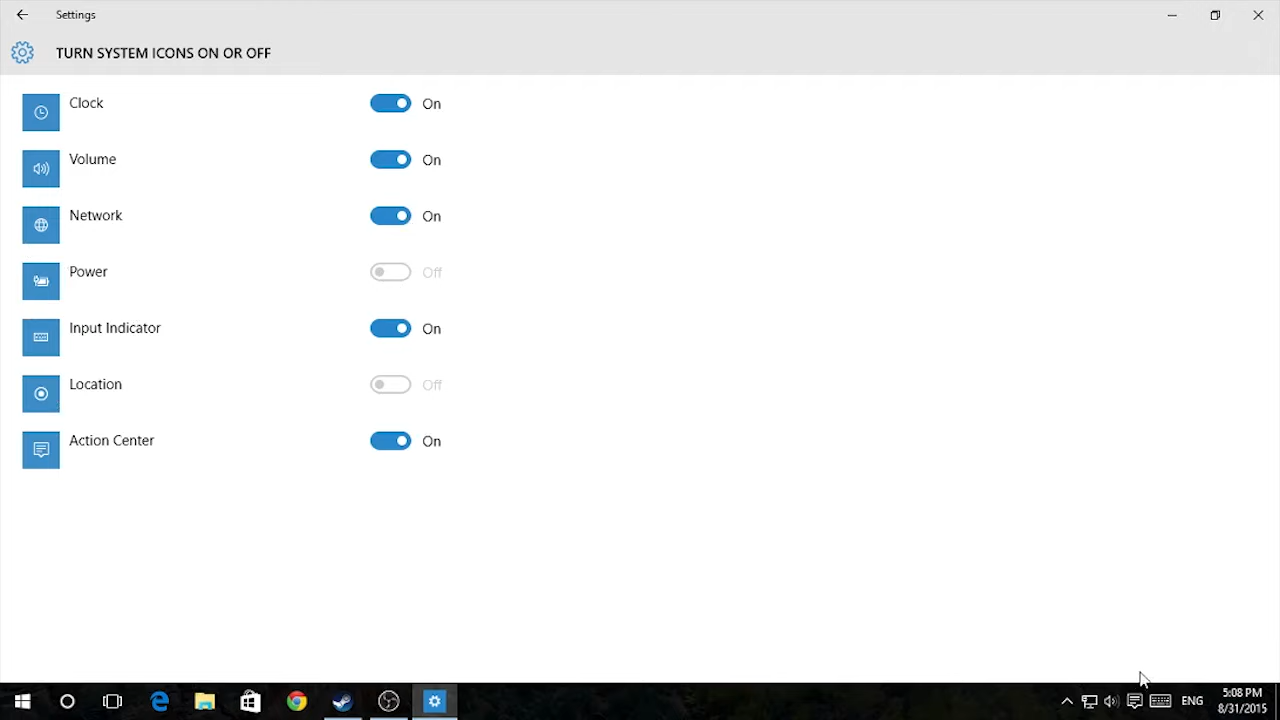 Settings
TURN SYSTEM ICONS ON OR OFF
Clock On
Volume On
Network On
Power Off
Input Indicator On
Location Off
Action Center On
ENG
5:08 PM
8/31/2015